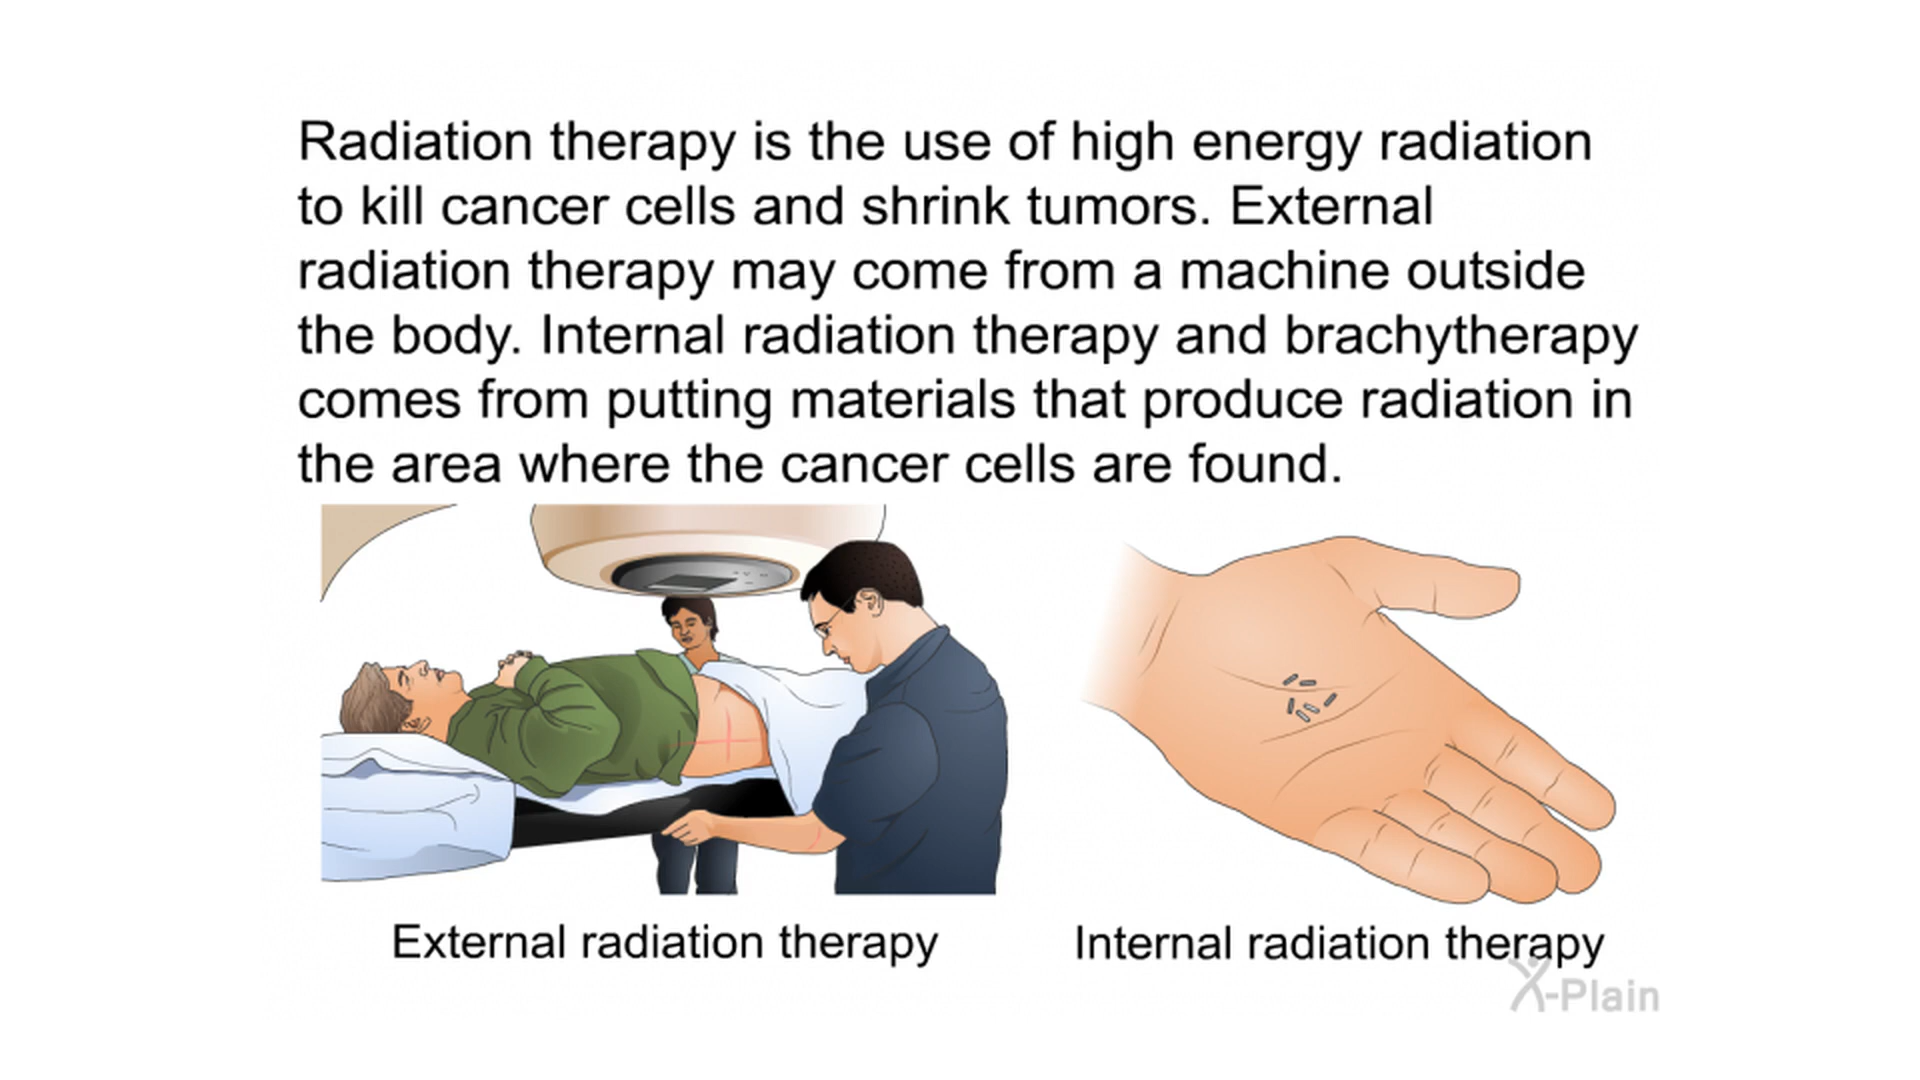 Radiation therapy is the use of high energy radiation
to kill cancer cells and shrink tumors. External
radiation therapy may come from a machine outside
the body. Internal radiation therapy and brachytherapy
comes from putting materials that produce radiation in
the area where the cancer cells are found.
External radiation therapy
Internal radiation therapy
X-Plain